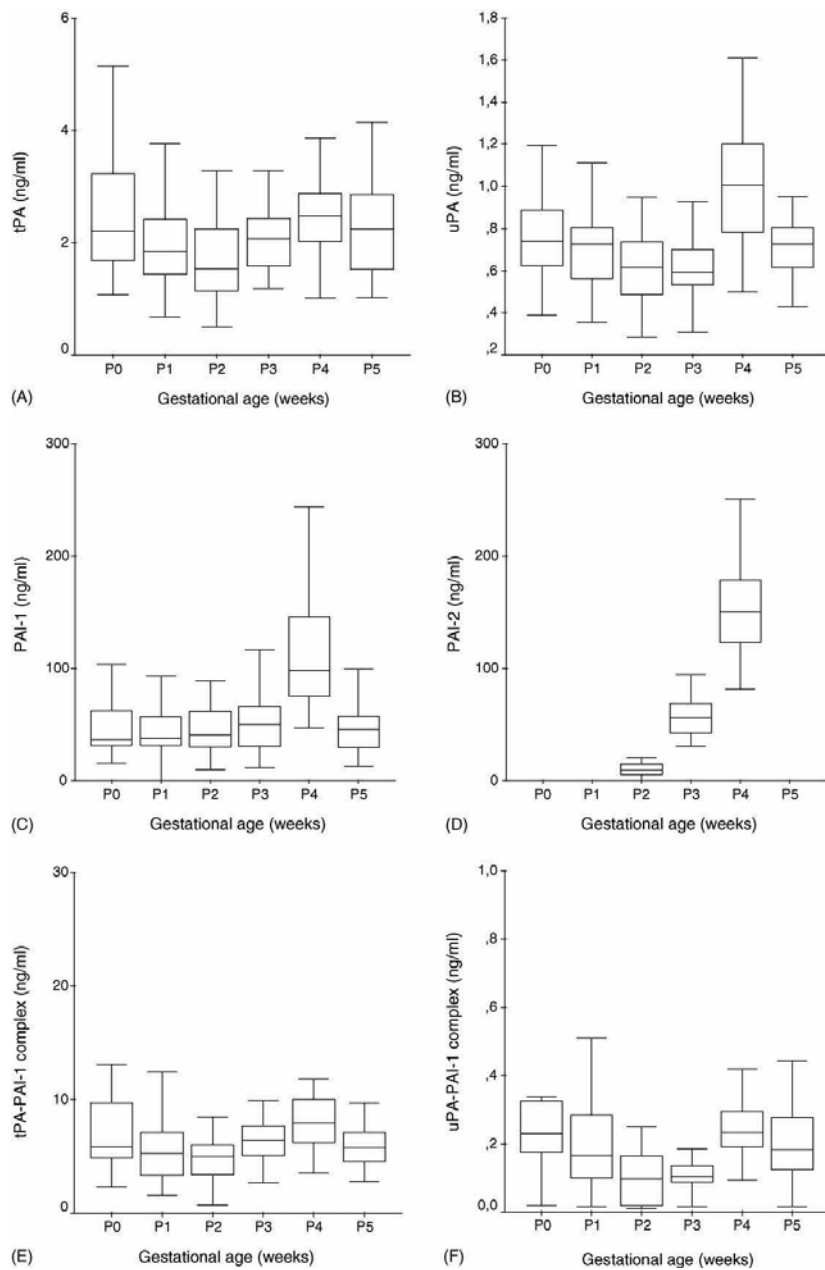 6
4
2
0
tPA (ng/ml)
P0 P1 P2 P3 P4 P5
(A) Gestational age (weeks)
1,8
1,6
1,4
1,2
1,0
,8
,6
,4
,2
uPA (ng/ml)
P0 P1 P2 P3 P4 P5
(B) Gestational age (weeks)
300
200
100
0
PAI-1 (ng/ml)
P0 P1 P2 P3 P4 P5
(C) Gestational age (weeks)
300
200
100
0
PAI-2 (ng/ml)
P0 P1 P2 P3 P4 P5
(D) Gestational age (weeks)
30
20
10
0
tPA-PAI-1 complex (ng/ml)
P0 P1 P2 P3 P4 P5
(E) Gestational age (weeks)
1,0
,8
,6
,4
,2
0,0
uPA-PAI-1 complex (ng/ml)
P0 P1 P2 P3 P4 P5
(F) Gestational age (weeks)